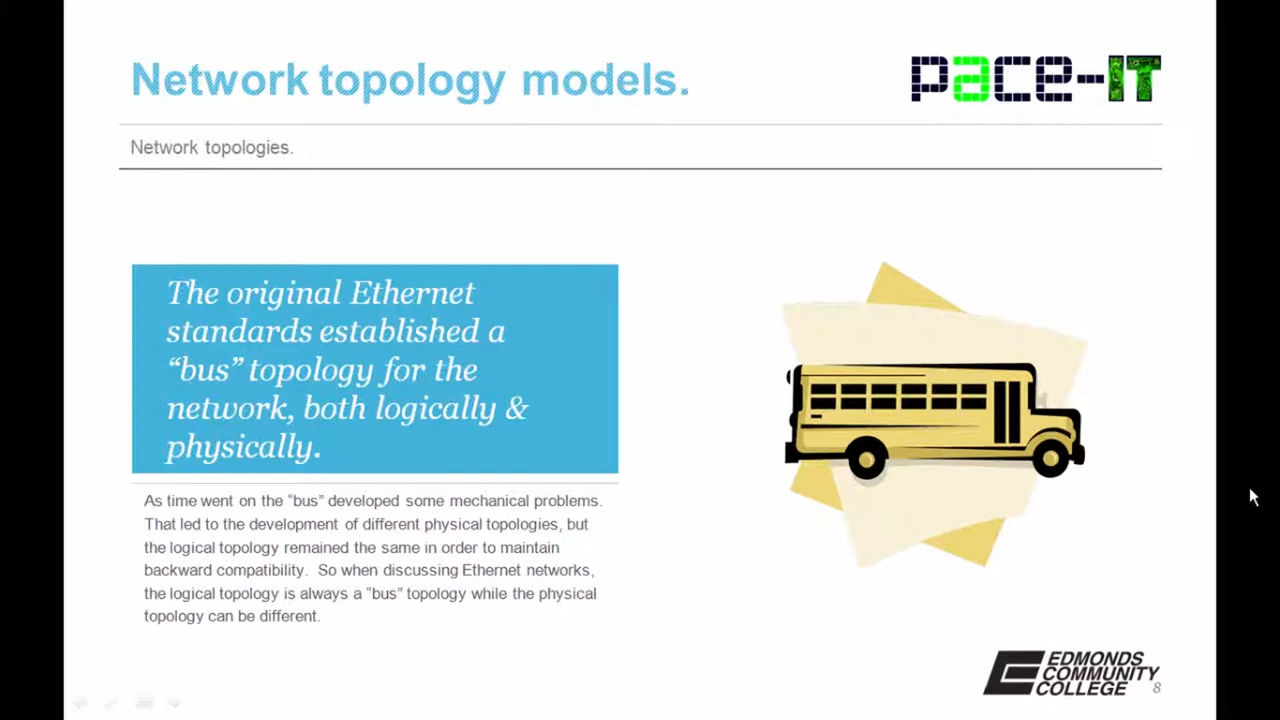 Network topology models.
pace-IT
Network topologies.
The original Ethernet
standards established a
“bus” topology for the
network, both logically &
physically.
As time went on the “bus” developed some mechanical problems.
That led to the development of different physical topologies, but
the logical topology remained the same in order to maintain
backward compatibility. So when discussing Ethernet networks,
the logical topology is always a “bus” topology while the physical
topology can be different.
EDMONDS
COMMUNITY
COLLEGE
8